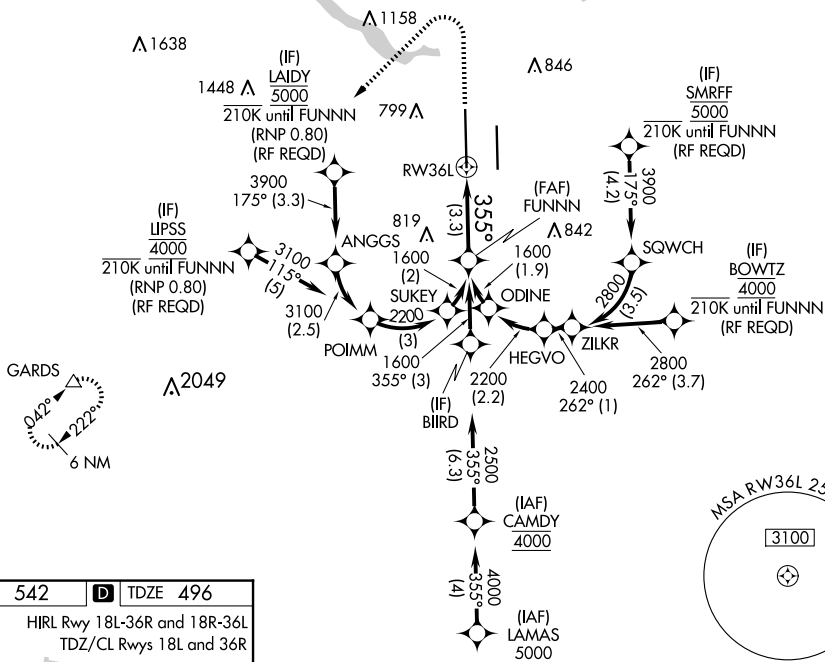 1158
1638
846
(IF)
LAIDY
5000
210K until FUNNN
(RNP 0.80)
(RF REQD)
1448
799
(IF)
SMRFF
5000
210K until FUNNN
(RF REQD)
RW36L
3900
175° (3.3)
355°
(3.3)
(FAF)
FUNNN
3900
175°
(4.2)
(IF)
LIPSS
4000
210K until FUNNN
(RNP 0.80)
(RF REQD)
3100
115°
(5)
ANGGS
819
842
1600
(2)
1600
(1.9)
SQWCH
(IF)
BOWTZ
4000
210K until FUNNN
(RF REQD)
2800
(3.5)
3100
(2.5)
SUKEY
ODINE
2200
(3)
POIMM
1600
355° (3)
HEGVO
ZILKR
2800
262° (3.7)
2200
(2.2)
2400
262° (1)
(IF)
BIIRD
GARDS
042°
222°
6 NM
2049
2500
355°
(6.3)
(IAF)
CAMDY
4000
4000
355°
(4)
(IAF)
LAMAS
5000
MSA RW36L 25
3100
542 D TDZE 496
HIRL Rwy 18L-36R and 18R-36L
TDZ/CL Rwys 18L and 36R